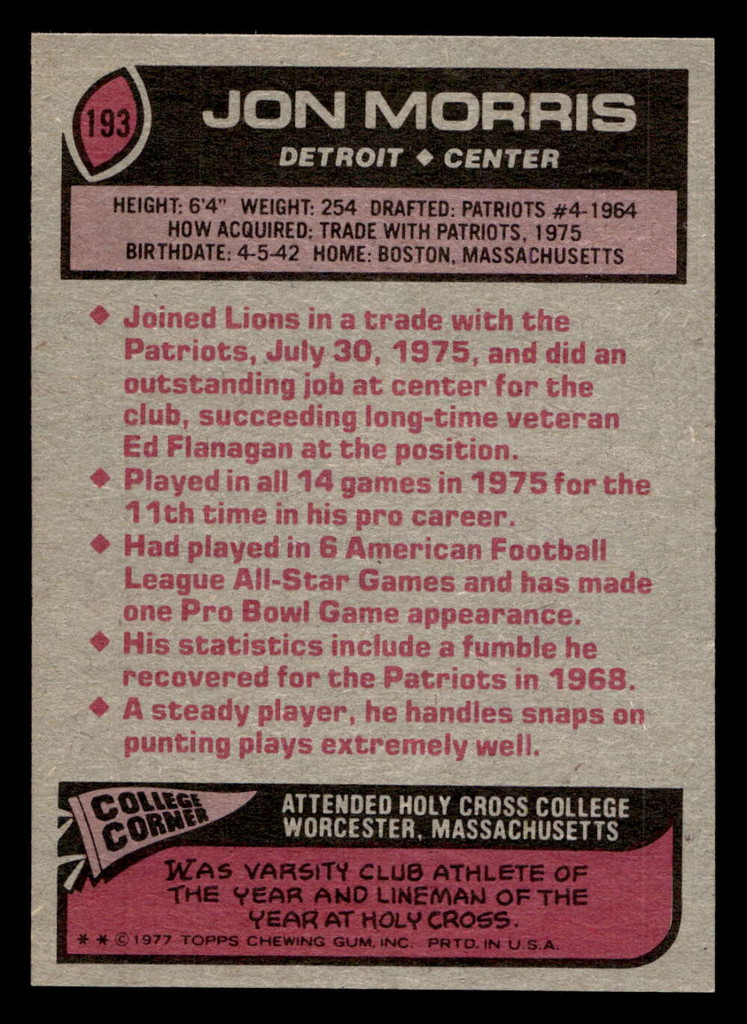 193
JON MORRIS
DETROIT ◆ CENTER
HEIGHT: 6'4" WEIGHT: 254 DRAFTED: PATRIOTS #4-1964
HOW ACQUIRED: TRADE WITH PATRIOTS, 1975
BIRTHDATE: 4-5-42 HOME: BOSTON, MASSACHUSETTS
◆ Joined Lions in a trade with the
Patriots, July 30, 1975, and did an
outstanding job at center for the
club, succeeding long-time veteran
Ed Flanagan at the position.
◆ Played in all 14 games in 1975 for the
11th time in his pro career.
◆ Had played in 6 American Football
League All-Star Games and has made
one Pro Bowl Game appearance.
◆ His statistics include a fumble he
recovered for the Patriots in 1968.
◆ A steady player, he handles snaps on
punting plays extremely well.
COLLEGE
CORNER
ATTENDED HOLY CROSS COLLEGE
WORCESTER, MASSACHUSETTS
WAS VARSITY CLUB ATHLETE OF
THE YEAR AND LINEMAN OF THE
YEAR AT HOLY CROSS.
* * © 1977 TOPPS CHEWING GUM, INC. PRTD. IN U.S.A.